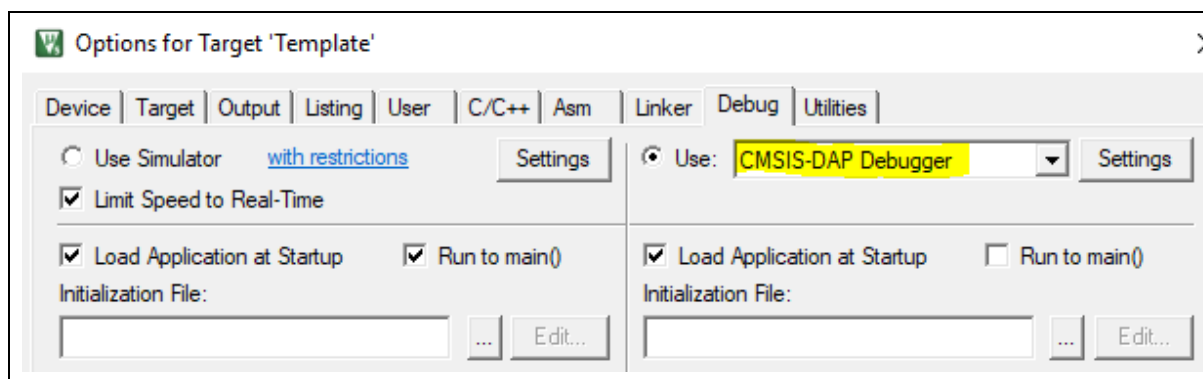 Options for Target 'Template'
Device Target Output Listing User C/C++ Asm Linker Debug Utilities
Use Simulator with restrictions Settings Use: CMSIS-DAP Debugger Settings
Limit Speed to Real-Time
Load Application at Startup Run to main() Load Application at Startup Run to main()
Initialization File: Initialization File:
... Edit... ... Edit...